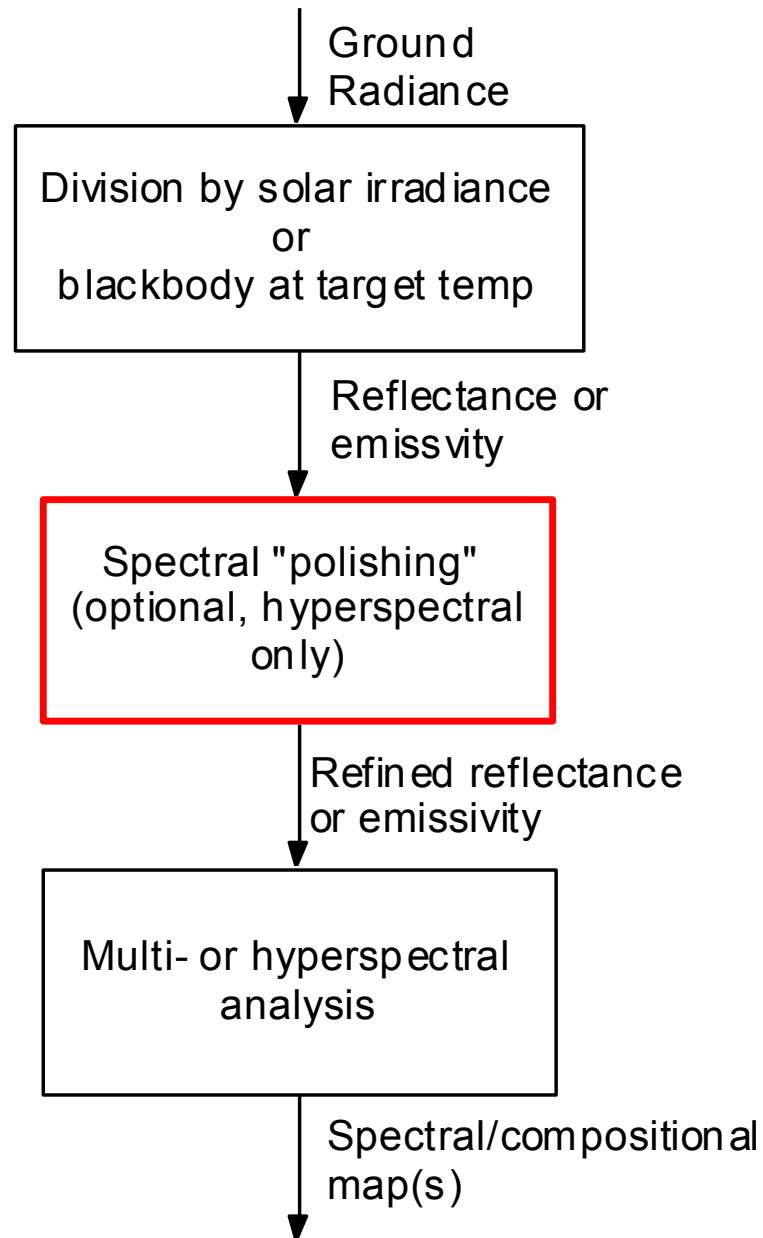 Ground
Radiance
Division by solar irradiance
or
blackbody at target temp
Reflectance or
emissvity
Spectral "polishing"
(optional, hyperspectral
only)
Refined reflectance
or emissivity
Multi- or hyperspectral
analysis
Spectral/compositional
map(s)